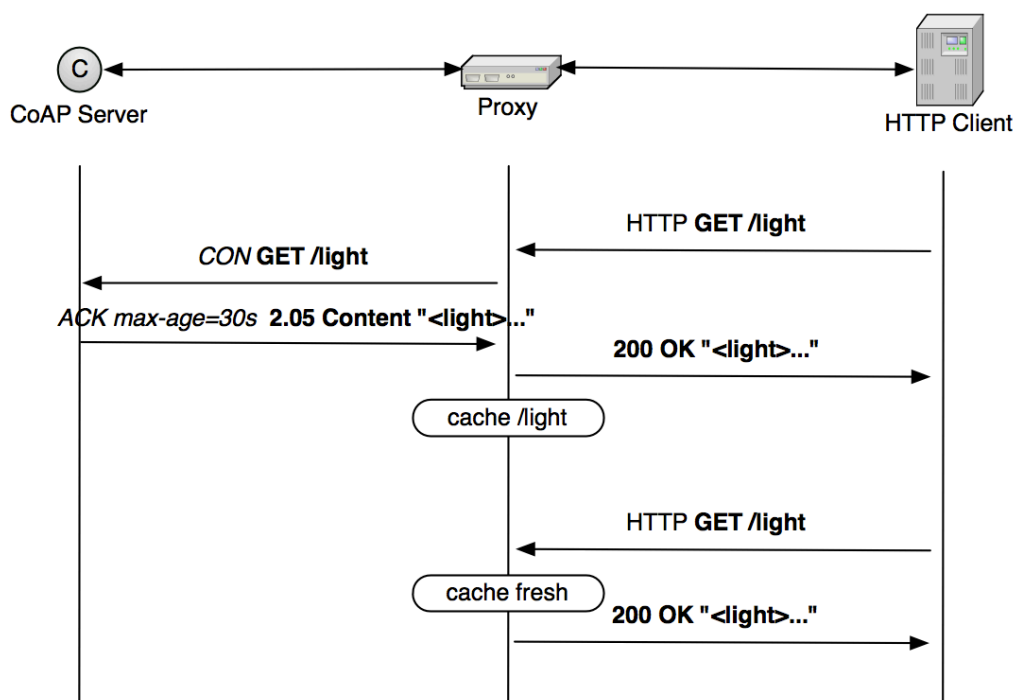 C
CoAP Server
Proxy
HTTP Client
HTTP GET /light
CON GET /light
ACK max-age=30s 2.05 Content "<light>..."
200 OK "<light>..."
cache /light
HTTP GET /light
cache fresh
200 OK "<light>..."